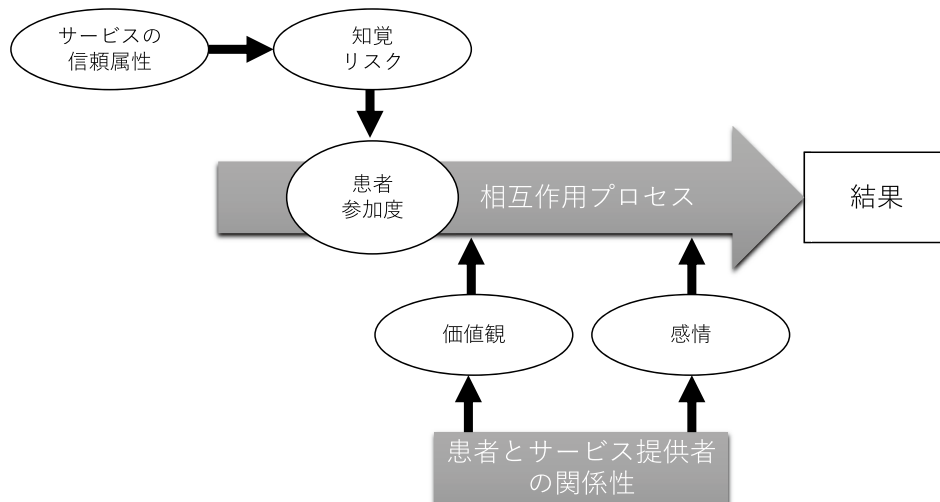 サービスの
信頼属性
知覚
リスク
患者
参加度
相互作用プロセス
結果
価値観
感情
患者とサービス提供者
の関係性